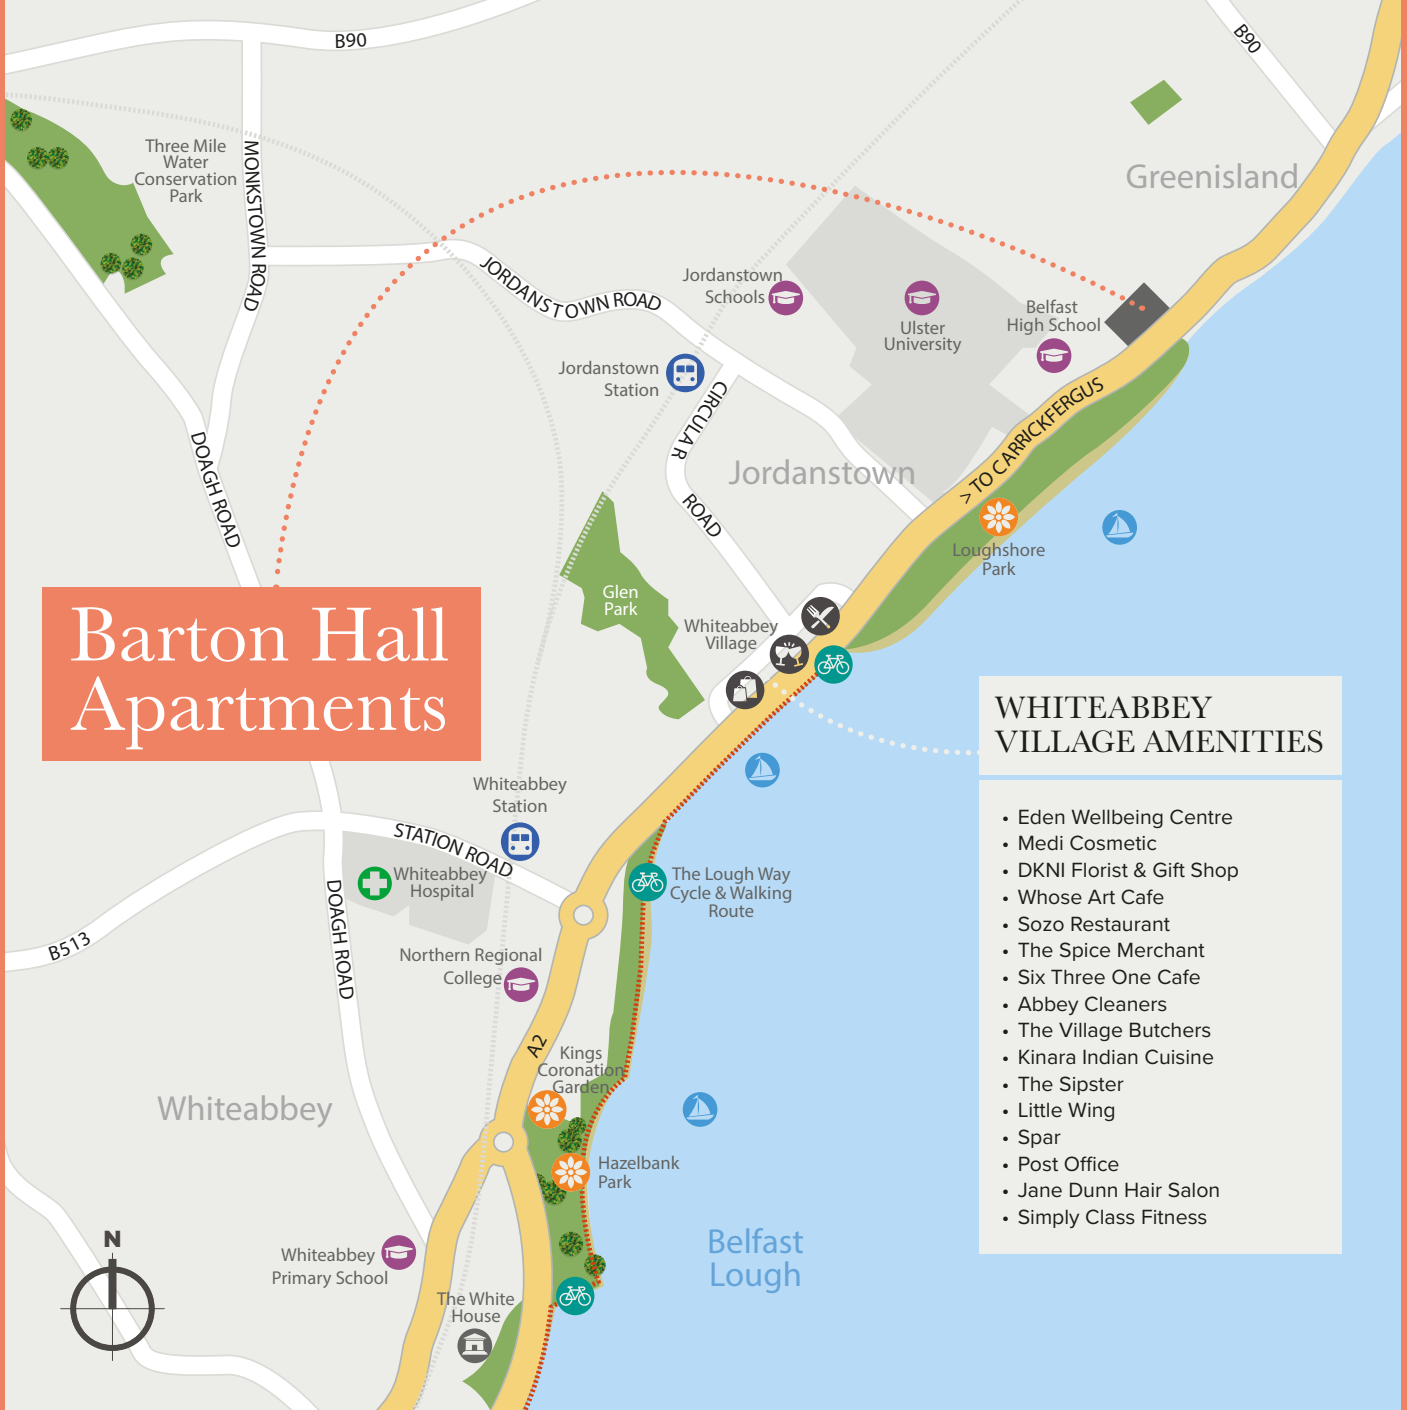 B90
B90
Three Mile
Water
Conservation
Park
MONKSTOWN ROAD
Greenisland
JORDANSTOWN ROAD
Jordanstown
Schools
Ulster
University
Belfast
High School
Jordanstown
Station
CIRCULAR
ROAD
> TO CARRICKFERGUS
Jordanstown
DOAGH ROAD
Loughshore
Park
Glen
Park
Whiteabbey
Village
Barton Hall
Apartments
WHITEABBEY
VILLAGE AMENITIES
• Eden Wellbeing Centre
• Medi Cosmetic
• DKNI Florist & Gift Shop
• Whose Art Cafe
• Sozo Restaurant
• The Spice Merchant
• Six Three One Cafe
• Abbey Cleaners
• The Village Butchers
• Kinara Indian Cuisine
• The Sipster
• Little Wing
• Spar
• Post Office
• Jane Dunn Hair Salon
• Simply Class Fitness
Whiteabbey
Station
STATION ROAD
Whiteabbey
Hospital
The Lough Way
Cycle & Walking
Route
DOAGH ROAD
B513
Northern Regional
College
A2
Kings
Coronation
Garden
Whiteabbey
Hazelbank
Park
Belfast
Lough
N
Whiteabbey
Primary School
The White
House